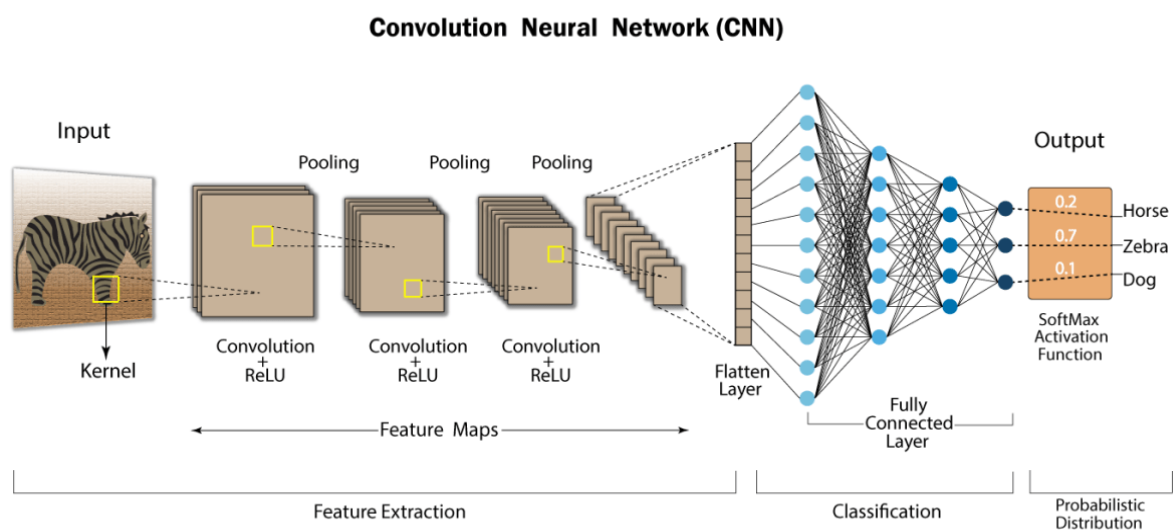 Convolution Neural Network (CNN)
Input
Pooling
Pooling
Pooling
Output
0.2
Horse
0.7
Zebra
0.1
Dog
Kernel
Convolution
+
ReLU
Convolution
+
ReLU
Convolution
+
ReLU
Flatten
Layer
SoftMax
Activation
Function
Feature Maps
Fully
Connected
Layer
Feature Extraction
Classification
Probabilistic
Distribution